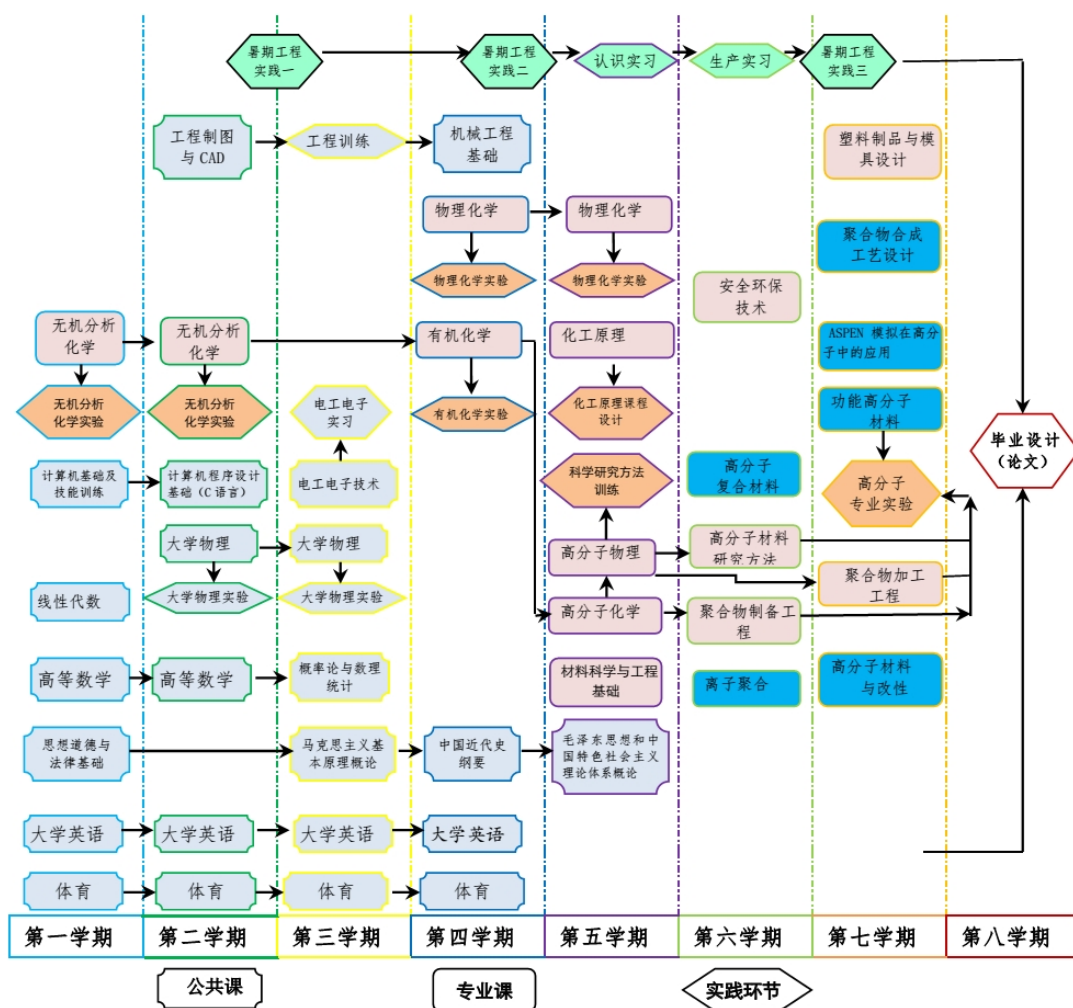 暑期工程
实践一
暑期工程
实践二
认识实习
生产实习
暑期工程
实践三
工程制图
与 CAD
工程训练
机械工程
基础
塑料制品与模
具设计
物理化学
物理化学
聚合物合成
工艺设计
物理化学实验
物理化学实验
安全环保
技术
无机分析
化学
无机分析
化学
有机化学
化工原理
ASPEN 模拟在高分
子中的应用
无机分析
化学实验
无机分析
化学实验
电工电子
实习
有机化学实验
化工原理课程
设计
功能高分子
材料
毕业设计
（论文）
计算机基础及
技能训练
计算机程序设计
基础（C 语言）
电工电子技术
科学研究方法
训练
高分子
复合材料
高分子
专业实验
大学物理
大学物理
高分子物理
高分子材料
研究方法
大学物理实验
大学物理实验
聚合物加工
工程
线性代数
高分子化学
聚合物制备工
程
高等数学
高等数学
概率论与数理
统计
材料科学与工程
基础
离子聚合
高分子材料
与改性
思想道德与
法律基础
马克思主义基
本原理概论
中国近代史
纲要
毛泽东思想和中
国特色社会主义
理论体系概论
大学英语
大学英语
大学英语
大学英语
体育
体育
体育
体育
第一学期
第二学期
第三学期
第四学期
第五学期
第六学期
第七学期
第八学期
公共课
专业课
实践环节